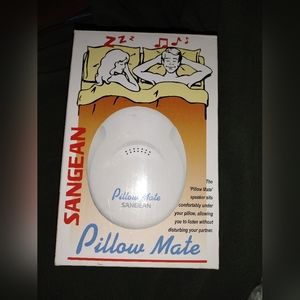 ZZZ
SANGEAN
Pillow Mate
SANGEAN
The
'Pillow Mate'
speaker sits
comfortably under
your pillow, allowing
you to listen without
disturbing your partner.
Pillow Mate